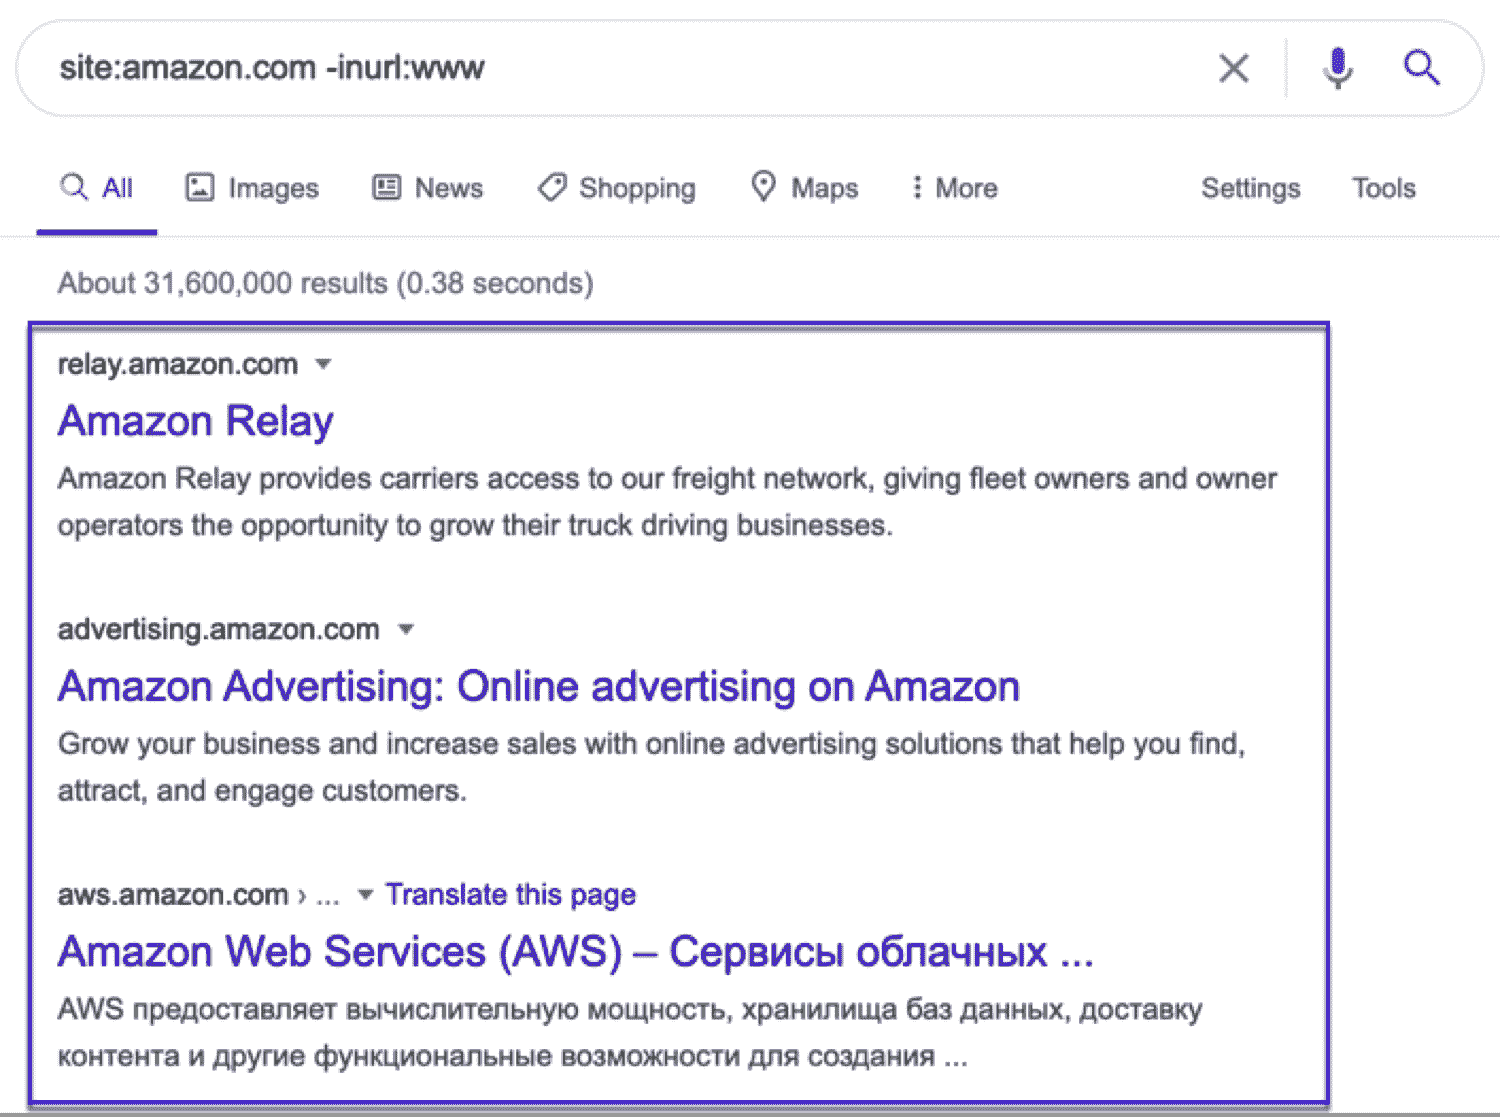 site:amazon.com -inurl:www
All Images News Shopping Maps More Settings Tools
About 31,600,000 results (0.38 seconds)
relay.amazon.com
Amazon Relay
Amazon Relay provides carriers access to our freight network, giving fleet owners and owner
operators the opportunity to grow their truck driving businesses.
advertising.amazon.com
Amazon Advertising: Online advertising on Amazon
Grow your business and increase sales with online advertising solutions that help you find,
attract, and engage customers.
aws.amazon.com › ... Translate this page
Amazon Web Services (AWS) – Сервисы облачных ...
AWS предоставляет вычислительную мощность, хранилища баз данных, доставку
контента и другие функциональные возможности для создания ...